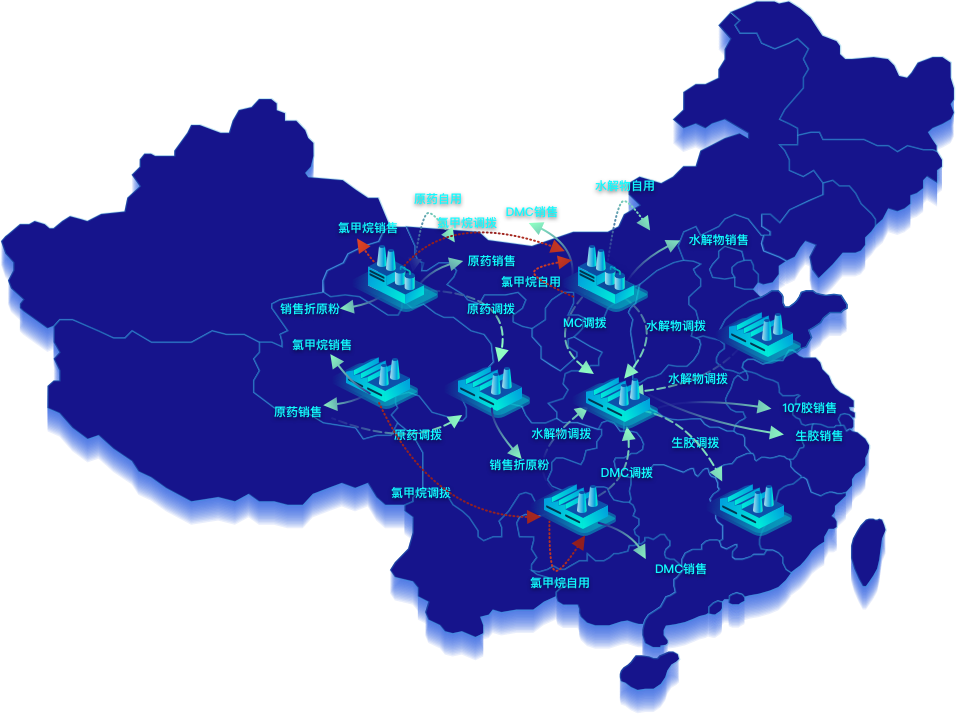 水解物自用
原药自用
DMC销售
氯甲烷调拨
氯甲烷销售
水解物销售
原药销售
氯甲烷自用
销售折原粉
原药调拨
MC调拨
水解物调拨
氯甲烷销售
水解物调拨
原药销售
107胶销售
原药调拨
水解物调拨
生胶调拨
生胶销售
销售折原粉
DMC调拨
氯甲烷调拨
DMC销售
氯甲烷自用